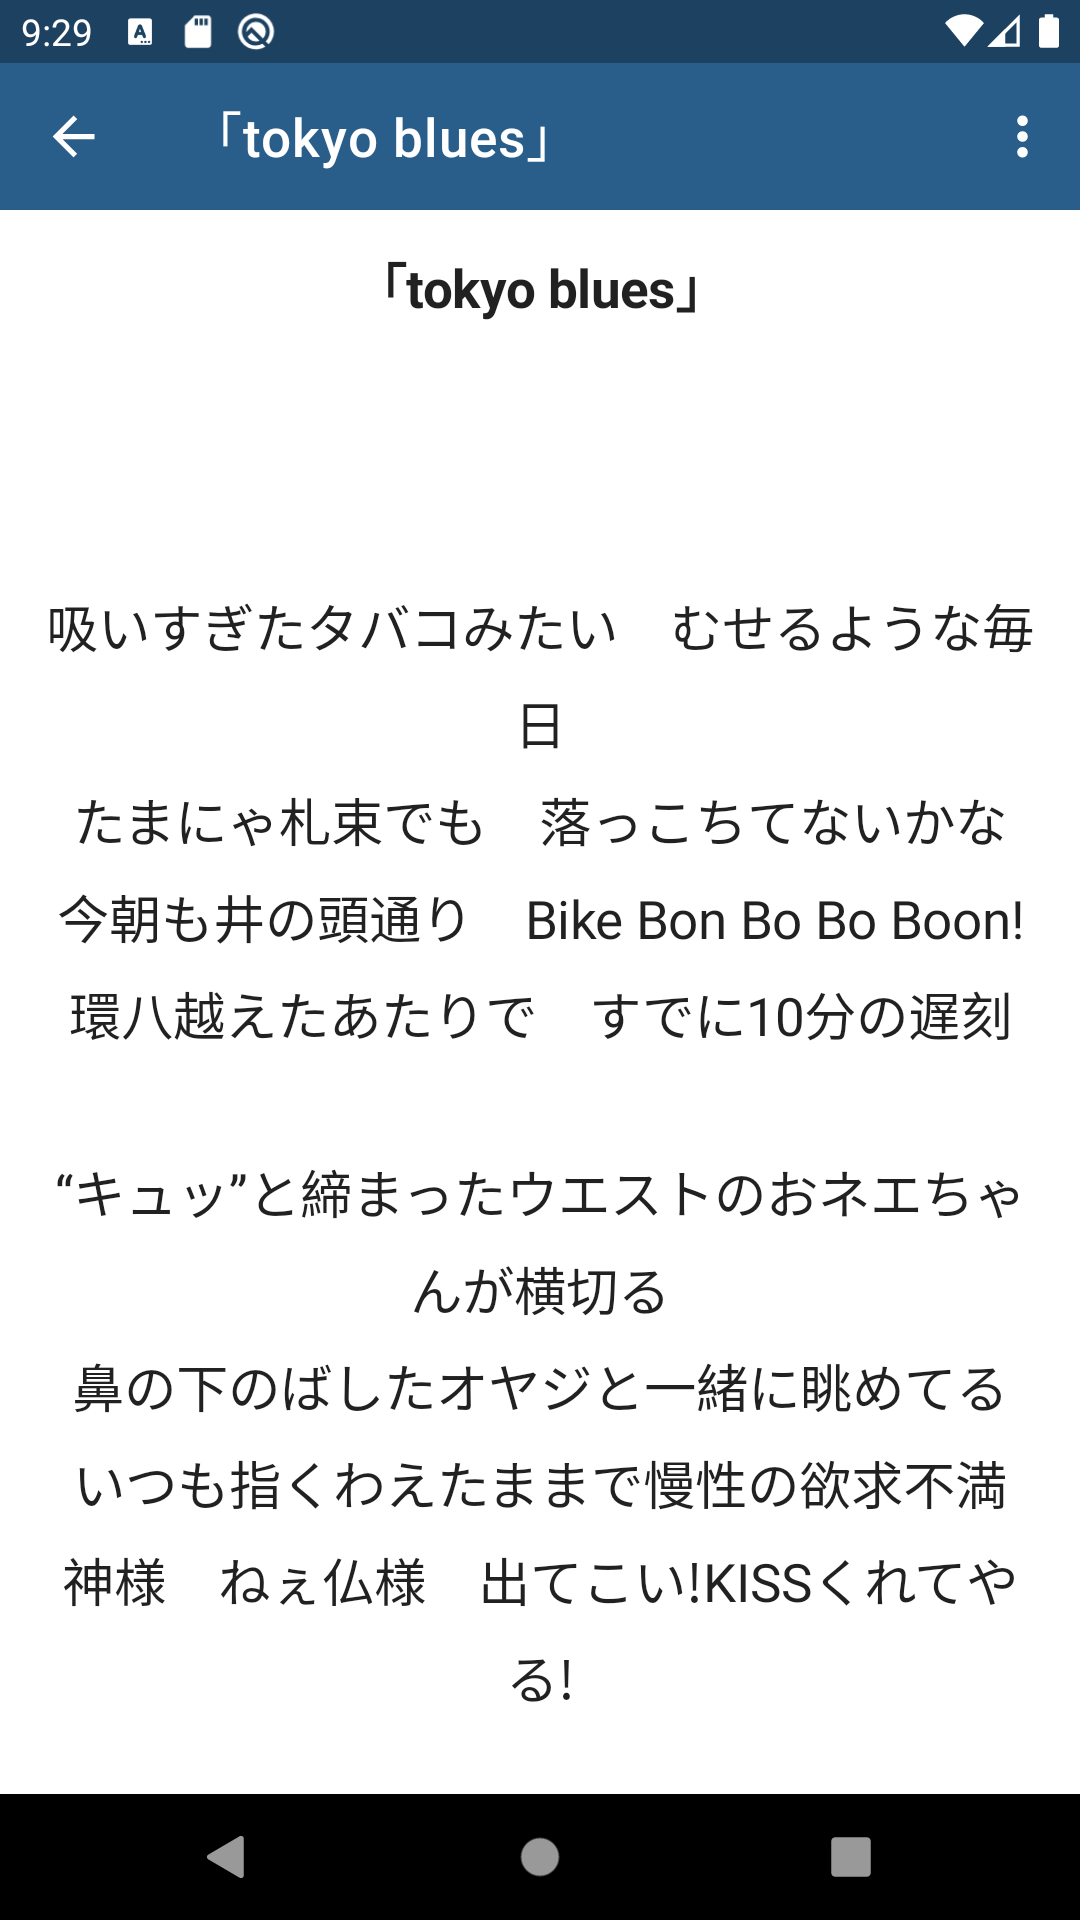 9:29
「tokyo blues」
「tokyo blues」
吸いすぎたタバコみたい　むせるような毎
日
たまにゃ札束でも　落っこちてないかな
今朝も井の頭通り　Bike Bon Bo Bo Boon!
環八越えたあたりで　すでに10分の遅刻
“キュッ”と締まったウエストのおネエちゃ
んが横切る
鼻の下のばしたオヤジと一緒に眺めてる
いつも指くわえたままで慢性の欲求不満
神様　ねぇ仏様　出てこい!KISSくれてや
る!